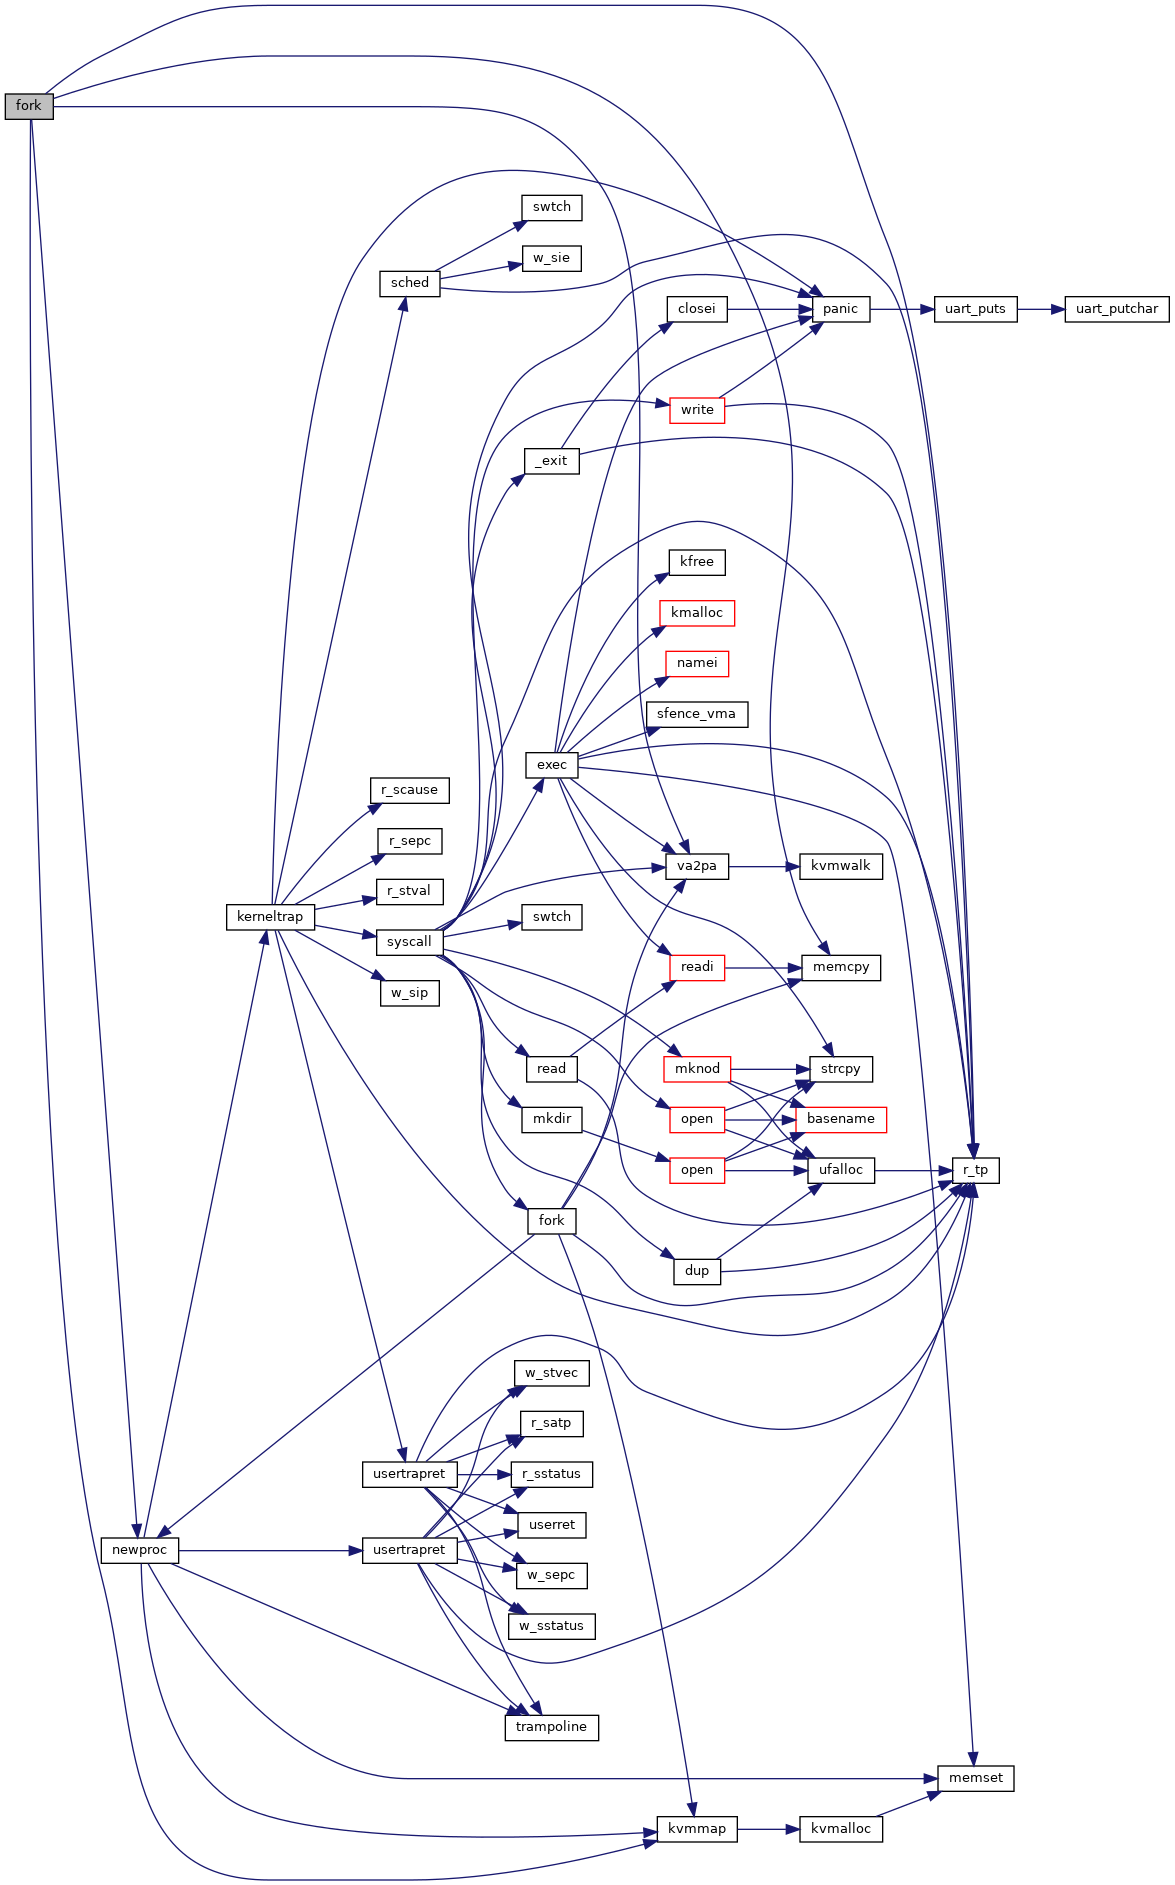 fork
swtch
w_sie
sched
closei
panic
uart_puts
uart_putchar
write
_exit
kfree
kmalloc
namei
sfence_vma
exec
r_scause
r_sepc
va2pa
kvmwalk
r_stval
kerneltrap
swtch
syscall
readi
memcpy
w_sip
read
mknod
strcpy
mkdir
open
basename
open
ufalloc
r_tp
fork
dup
w_stvec
r_satp
usertrapret
r_sstatus
userret
newproc
usertrapret
w_sepc
w_sstatus
trampoline
memset
kvmmap
kvmalloc